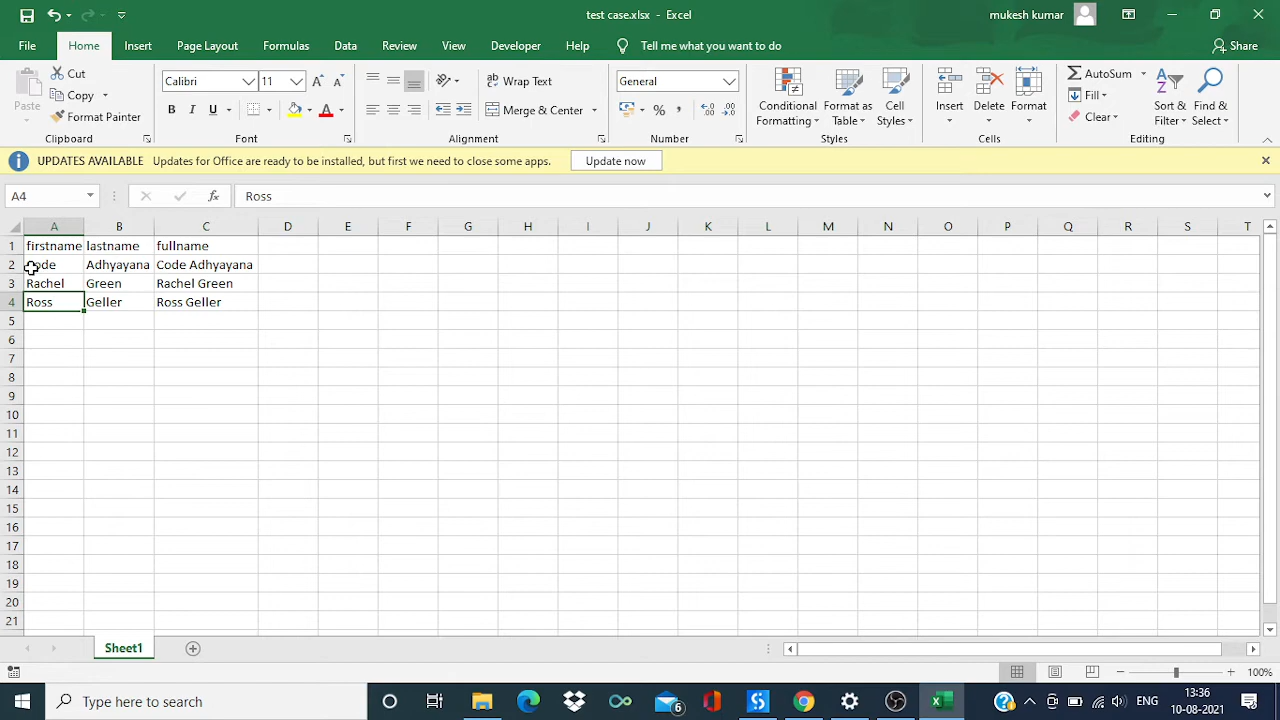 test case.xlsx - Excel
mukesh kumar
File Home Insert Page Layout Formulas Data Review View Developer Help Tell me what you want to do Share
Paste
Cut
Copy
Format Painter
Clipboard
Calibri 11
B I U
A
Font
ab Wrap Text
Merge & Center
Alignment
General
% ,
Number
Conditional Formatting
Format as Table
Cell Styles
Styles
Insert
Delete
Format
Cells
AutoSum
Fill
Clear
Sort & Filter
Find & Select
Editing
UPDATES AVAILABLE Updates for Office are ready to be installed, but first we need to close some apps. Update now
A4 fx Ross
A B C D E F G H I J K L M N O P Q R S T
1 firstname lastname fullname
2 Code Adhyayana Code Adhyayana
3 Rachel Green Rachel Green
4 Ross Geller Ross Geller
5
6
7
8
9
10
11
12
13
14
15
16
17
18
19
20
21
Sheet1
100%
Type here to search
6
ENG
13:36
10-08-2021